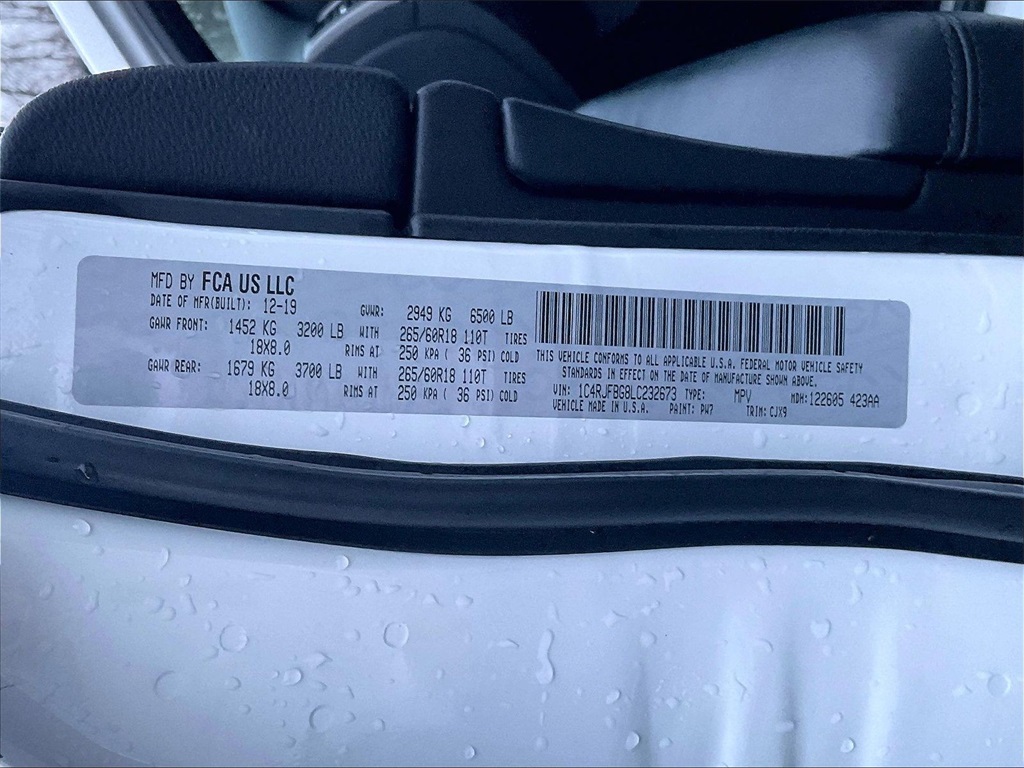 MFD BY FCA US LLC
DATE OF MFR(BUILT): 12-19 GVWR: 2949 KG 6500 LB
GAWR FRONT: 1452 KG 3200 LB WITH 265/60R18 110T TIRES
18X8.0 RIMS AT 250 KPA ( 36 PSI) COLD
GAWR REAR: 1679 KG 3700 LB WITH 265/60R18 110T TIRES
18X8.0 RIMS AT 250 KPA ( 36 PSI) COLD
THIS VEHICLE CONFORMS TO ALL APPLICABLE U.S.A. FEDERAL MOTOR VEHICLE SAFETY
STANDARDS IN EFFECT ON THE DATE OF MANUFACTURE SHOWN ABOVE.
VIN: 1C4RJFBG8LC232673 TYPE: MPV MDH: 122605 423AA
VEHICLE MADE IN U.S.A. PAINT: PW7 TRIM: CJX9